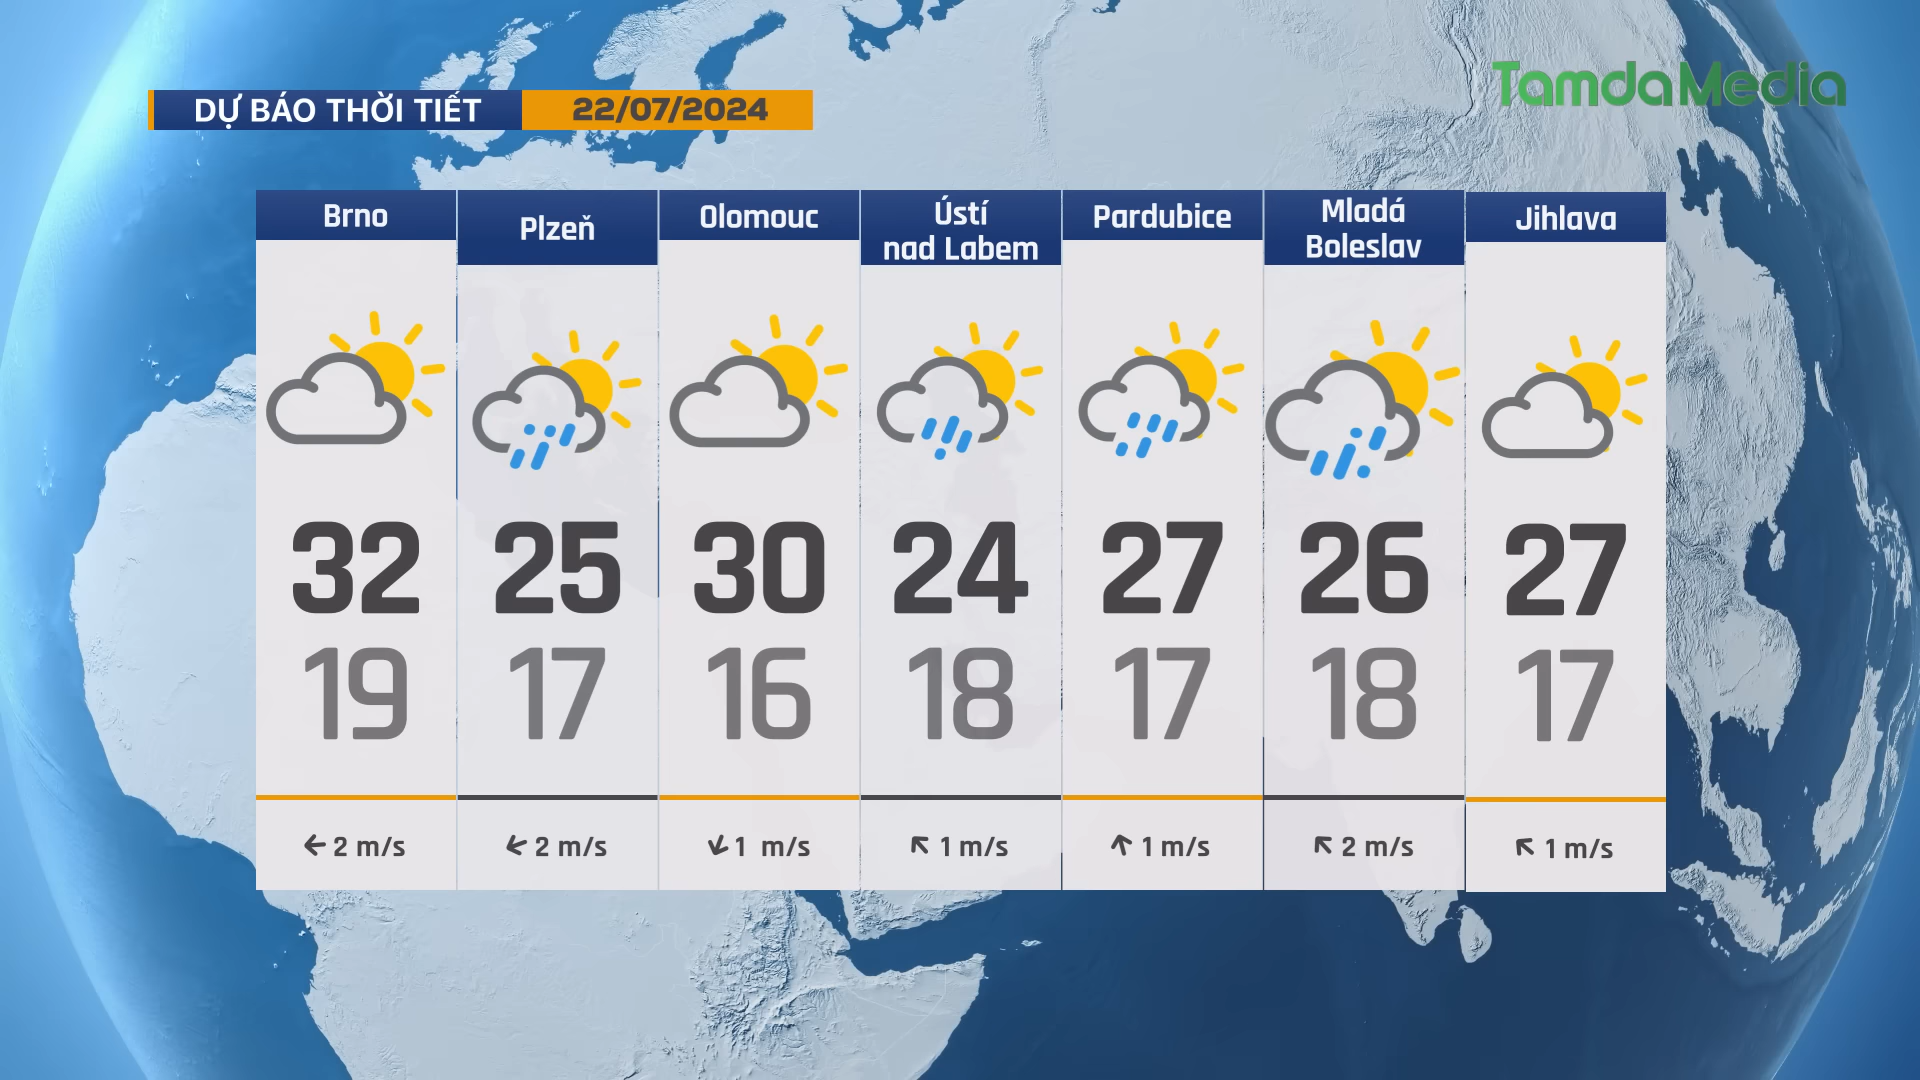 DỰ BÁO THỜI TIẾT 22/07/2024
TamdaMedia
Brno
32
19
2 m/s
Plzeň
25
17
2 m/s
Olomouc
30
16
1 m/s
Ústí
nad Labem
24
18
1 m/s
Pardubice
27
17
1 m/s
Mladá
Boleslav
26
18
2 m/s
Jihlava
27
17
1 m/s